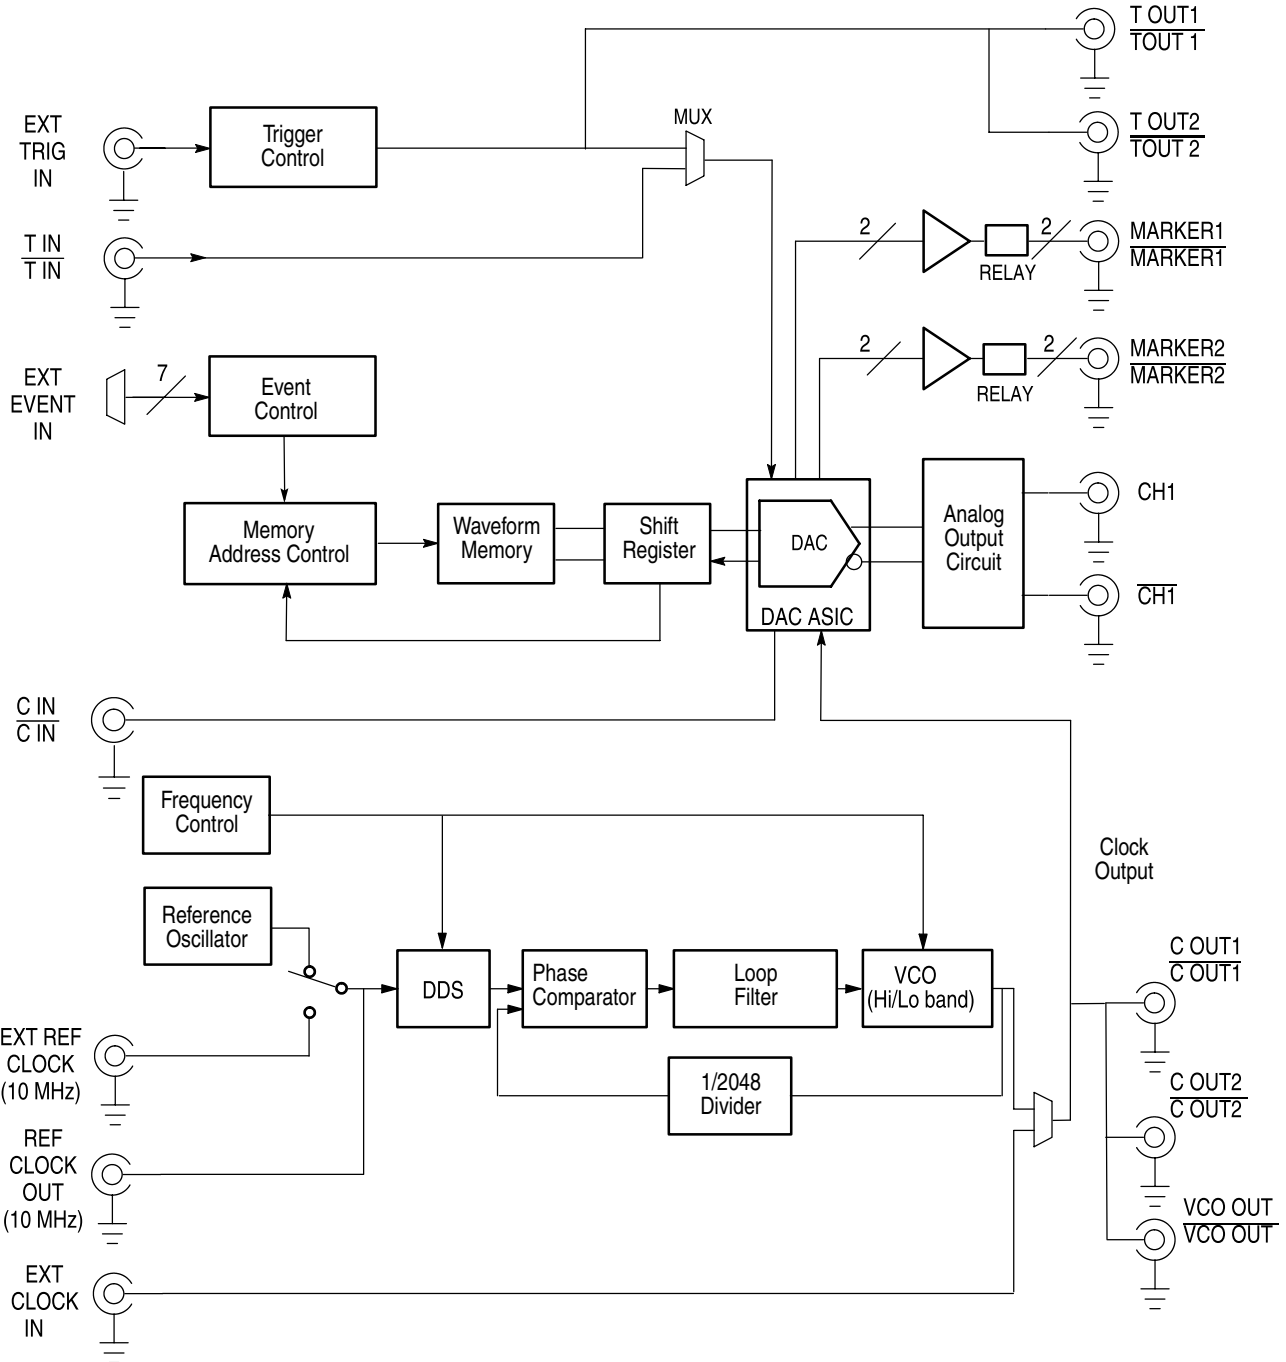 T OUT1
TOUT 1
MUX
EXT
TRIG
IN
Trigger
Control
T OUT2
TOUT 2
T IN
T IN
2
2
MARKER1
MARKER1
RELAY
2
2
MARKER2
MARKER2
RELAY
EXT
EVENT
IN
7
Event
Control
Memory
Address Control
Waveform
Memory
Shift
Register
DAC
DAC ASIC
Analog
Output
Circuit
CH1
CH1
C IN
C IN
Frequency
Control
Clock
Output
Reference
Oscillator
DDS
Phase
Comparator
Loop
Filter
VCO
(Hi/Lo band)
C OUT1
C OUT1
EXT REF
CLOCK
(10 MHz)
1/2048
Divider
C OUT2
C OUT2
REF
CLOCK
OUT
(10 MHz)
VCO OUT
VCO OUT
EXT
CLOCK
IN